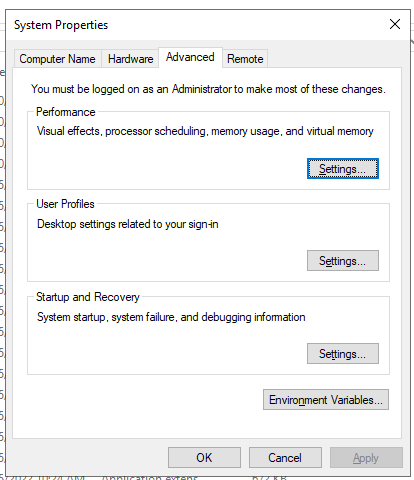 System Properties
Computer Name Hardware Advanced Remote
You must be logged on as an Administrator to make most of these changes.
Performance
Visual effects, processor scheduling, memory usage, and virtual memory
Settings...
User Profiles
Desktop settings related to your sign-in
Settings...
Startup and Recovery
System startup, system failure, and debugging information
Settings...
Environment Variables...
OK Cancel Apply